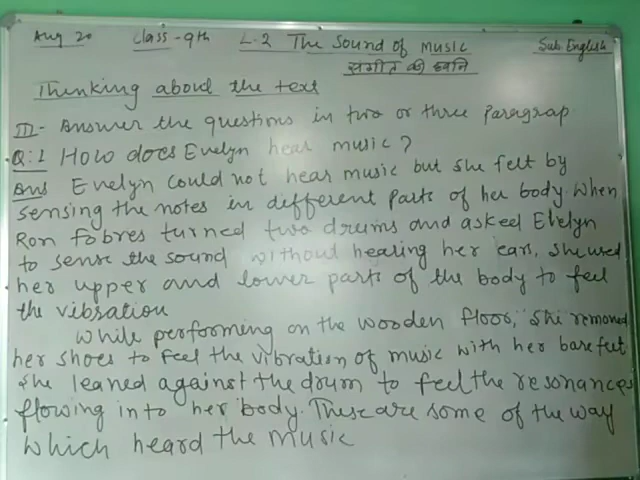 Aug 20 Class-9th L-2 The Sound of Music Sub English
संगीत की ध्वनि
Thinking about the text
III- Answer the questions in two or three Paragrap
Q:1 How does Evelyn hear music?
Ans Evelyn could not hear music but she felt by
sensing the notes in different parts of her body. When
Ron Fobres turned two drums and asked Evelyn
to sense the sound without healing her ears, she used
her upper and lower parts of the body to feel
the vibration
While performing on the wooden floor, she removed
her shoes to feel the vibration of music with her bare feet
she leaned against the drum to feel the resonances
flowing into her body. These are some of the way
which heard the music